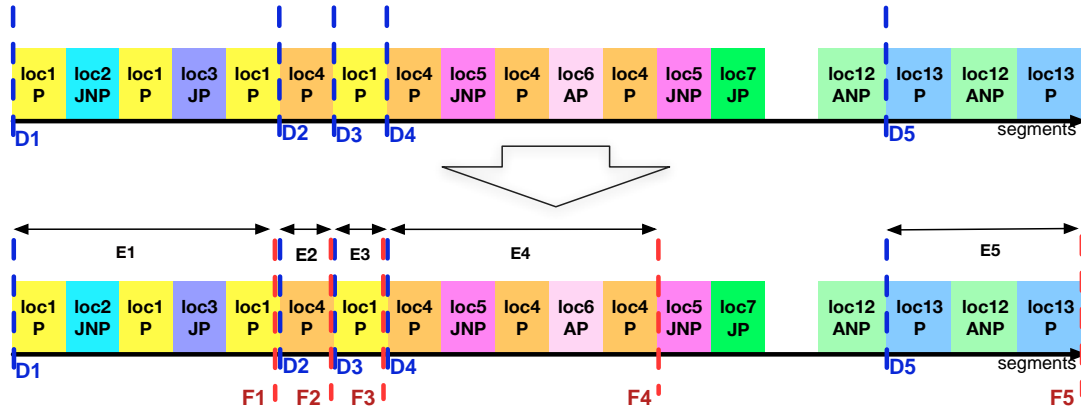 loc1 loc2 loc1 loc3 loc1 loc4 loc1 loc4 loc5 loc4 loc6 loc4 loc5 loc7 loc12 loc13 loc12 loc13
P JNP P JP P P P P JNP P AP P JNP JP ANP P ANP P
D1 D2 D3 D4 D5 segments
E1 E2 E3 E4 E5
loc1 loc2 loc1 loc3 loc1 loc4 loc1 loc4 loc5 loc4 loc6 loc4 loc5 loc7 loc12 loc13 loc12 loc13
P JNP P JP P P P P JNP P AP P JNP JP ANP P ANP P
D1 D2 D3 D4 D5 segments
F1 F2 F3 F4 F5